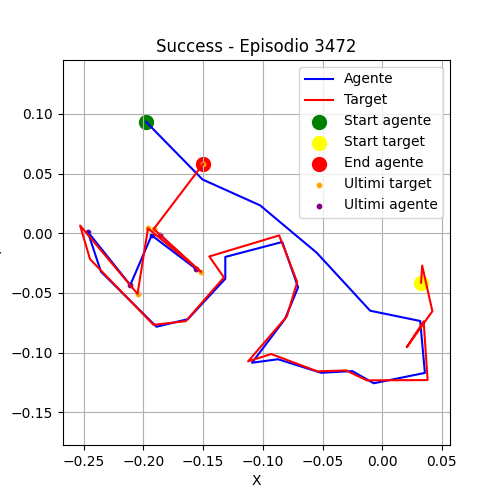 Success - Episodio 3472
Agente
Target
Start agente
Start target
End agente
Ultimi target
Ultimi agente
0.10
0.05
0.00
−0.05
−0.10
−0.15
−0.25
−0.20
−0.15
−0.10
−0.05
0.00
0.05
X